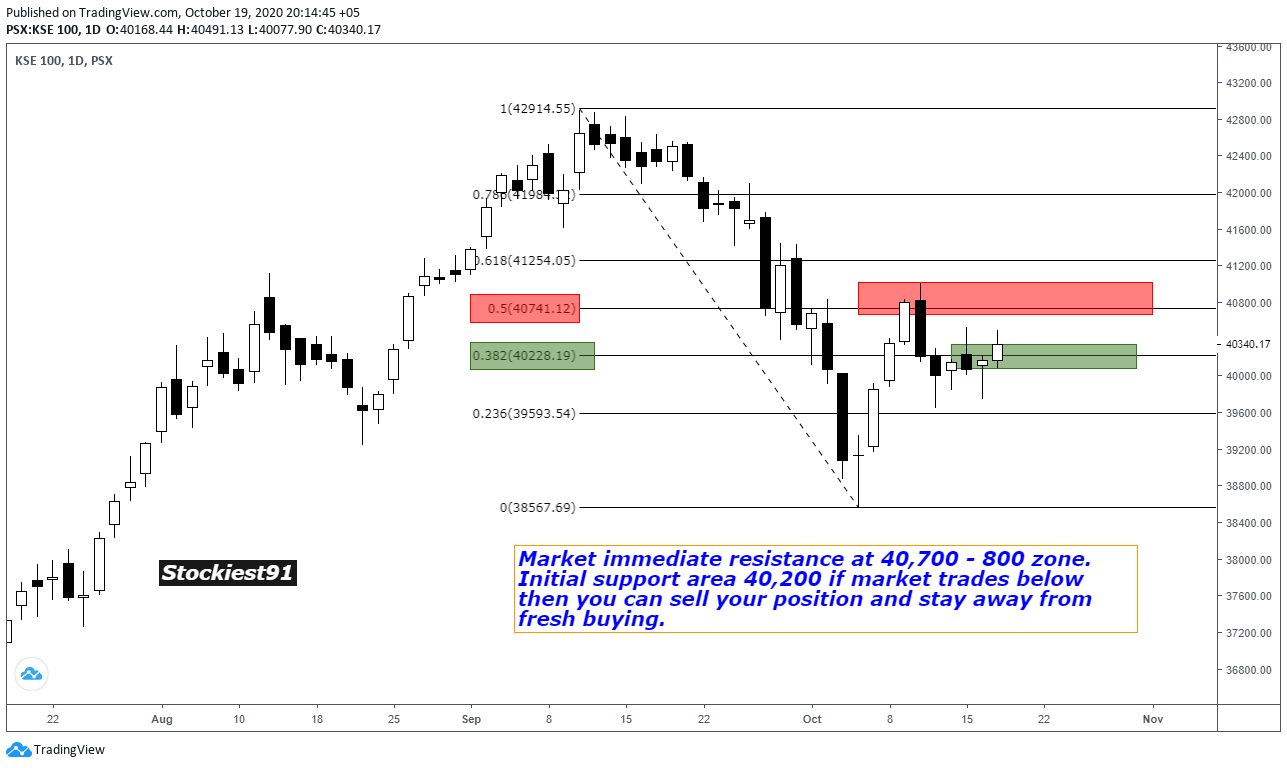 Published on TradingView.com, October 19, 2020 20:14:45 +05
PSX:KSE 100, 1D O:40168.44 H:40491.13 L:40077.90 C:40340.17
KSE 100, 1D, PSX
43600.00
43200.00
1(42914.55)
42800.00
42400.00
42000.00
41600.00
0.618(41254.05)
41200.00
0.5(40741.12)
40800.00
40340.17
0.382(40228.19)
40000.00
0.236(39593.54)
39600.00
39200.00
38800.00
0(38567.69)
38400.00
38000.00
37600.00
37200.00
36800.00
Stockiest91
Market immediate resistance at 40,700 - 800 zone.
Initial support area 40,200 if market trades below
then you can sell your position and stay away from
fresh buying.
22 Aug 10 18 25 Sep 8 15 22 Oct 8 15 22 Nov
TradingView